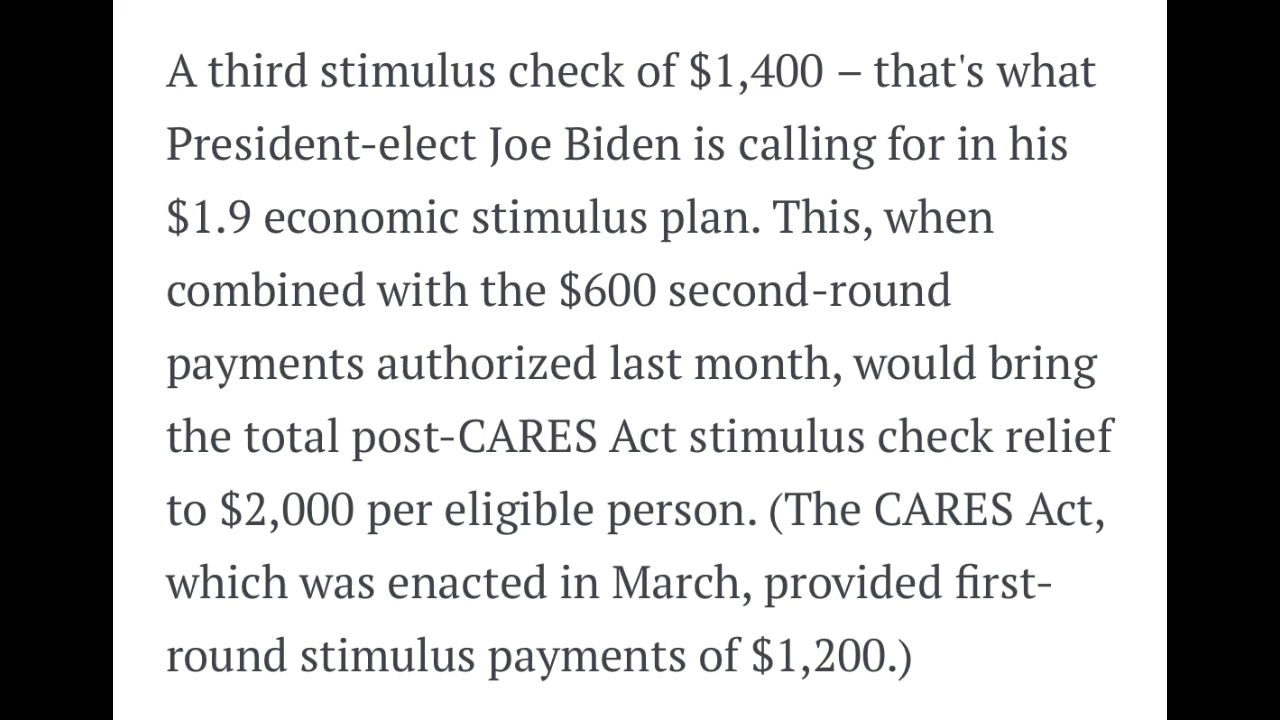 A third stimulus check of $1,400 – that's what
President-elect Joe Biden is calling for in his
$1.9 economic stimulus plan. This, when
combined with the $600 second-round
payments authorized last month, would bring
the total post-CARES Act stimulus check relief
to $2,000 per eligible person. (The CARES Act,
which was enacted in March, provided first-
round stimulus payments of $1,200.)